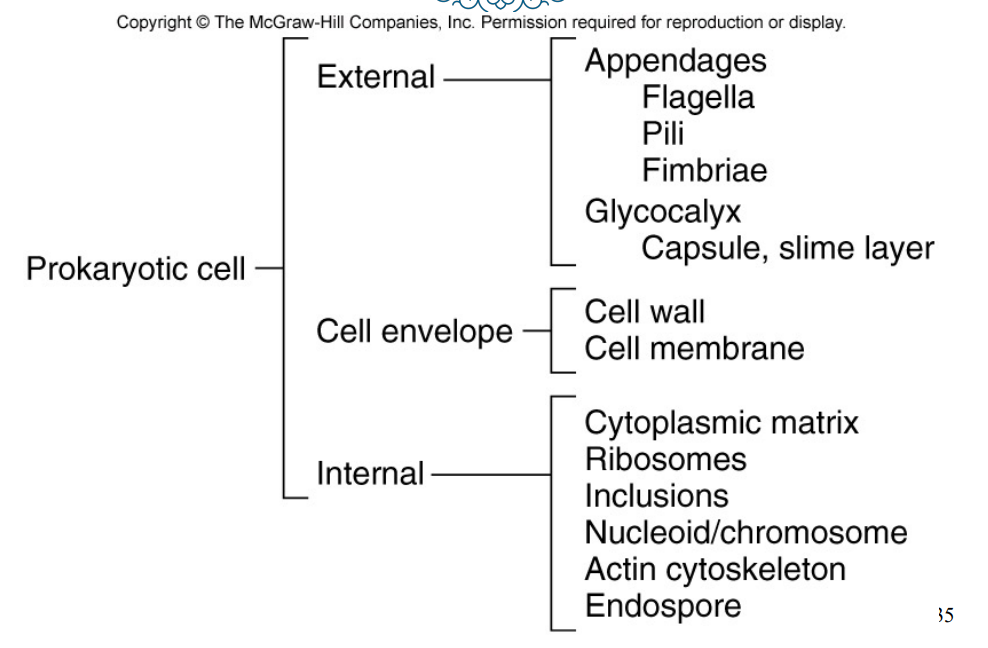 Copyright © The McGraw-Hill Companies, Inc. Permission required for reproduction or display.
Prokaryotic cell
External
Appendages
Flagella
Pili
Fimbriae
Glycocalyx
Capsule, slime layer
Cell envelope
Cell wall
Cell membrane
Internal
Cytoplasmic matrix
Ribosomes
Inclusions
Nucleoid/chromosome
Actin cytoskeleton
Endospore